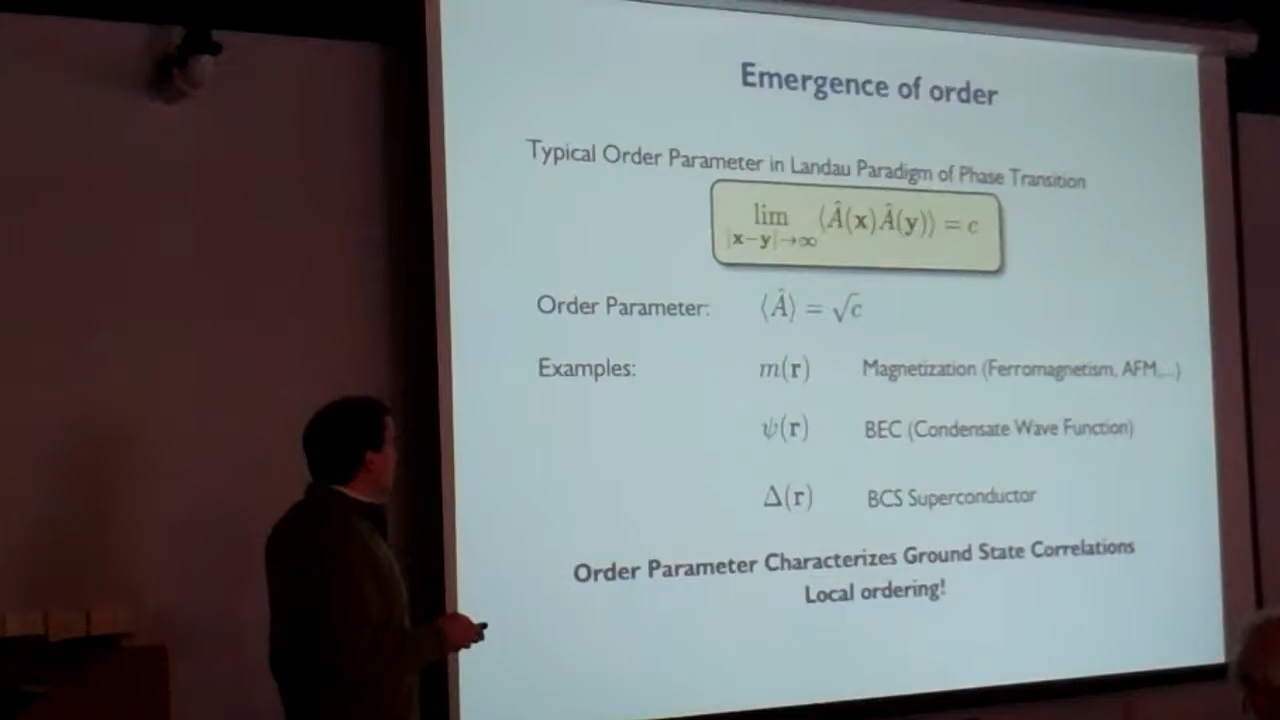 Emergence of order
Typical Order Parameter in Landau Paradigm of Phase Transition
lim ⟨Â(x)Â(y)⟩ = c
|x−y|→∞
Order Parameter: ⟨Â⟩ = √c
Examples: m(r) Magnetization (Ferromagnetism, AFM,...)
ψ(r) BEC (Condensate Wave Function)
Δ(r) BCS Superconductor
Order Parameter Characterizes Ground State Correlations
Local ordering!